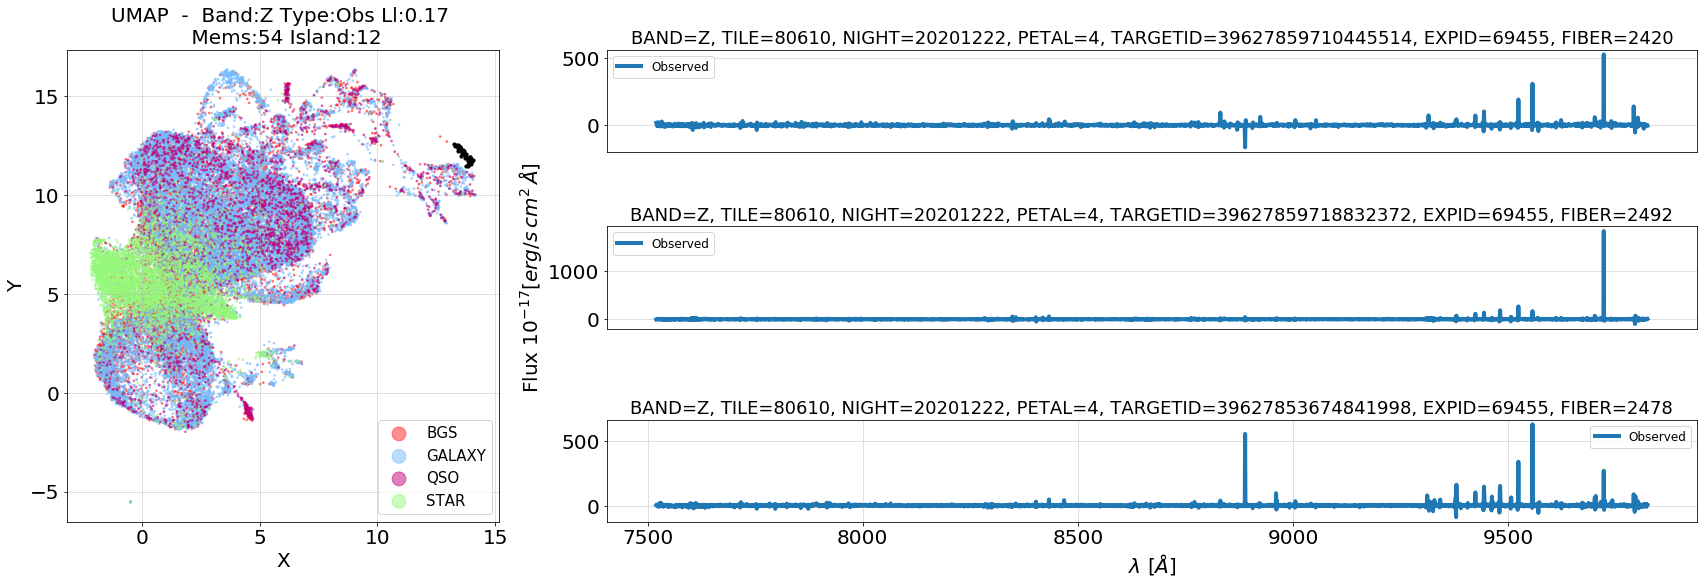 UMAP - Band:Z Type:Obs Ll:0.17
Mems:54 Island:12
Y
15
10
5
0
−5
0
5
10
15
X
BGS
GALAXY
QSO
STAR
Flux 10⁻¹⁷[erg/s cm² Å]
BAND=Z, TILE=80610, NIGHT=20201222, PETAL=4, TARGETID=39627859710445514, EXPID=69455, FIBER=2420
500
0
Observed
BAND=Z, TILE=80610, NIGHT=20201222, PETAL=4, TARGETID=39627859718832372, EXPID=69455, FIBER=2492
1000
0
Observed
BAND=Z, TILE=80610, NIGHT=20201222, PETAL=4, TARGETID=39627853674841998, EXPID=69455, FIBER=2478
500
0
Observed
7500
8000
8500
9000
9500
λ [Å]